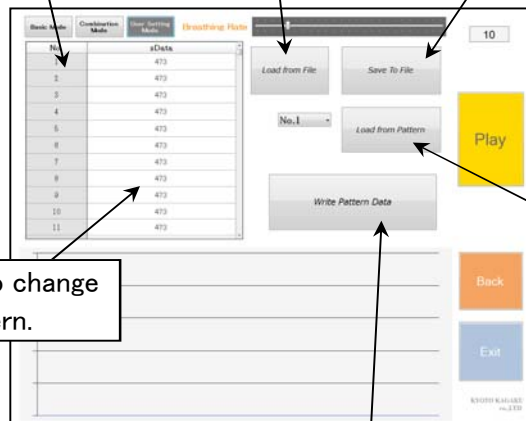 Basic Mode
Combination
Mode
User Setting
Mode
Breathing Rate
10
No.
sData
473
2
473
3
473
4
473
5
473
6
473
7
473
8
473
9
473
10
473
11
473
Load from File
Save To File
No.1
Load from Pattern
Write Pattern Data
Play
Back
Exit
o change
ern.
KYOTO KAGAKU
co.,LTD